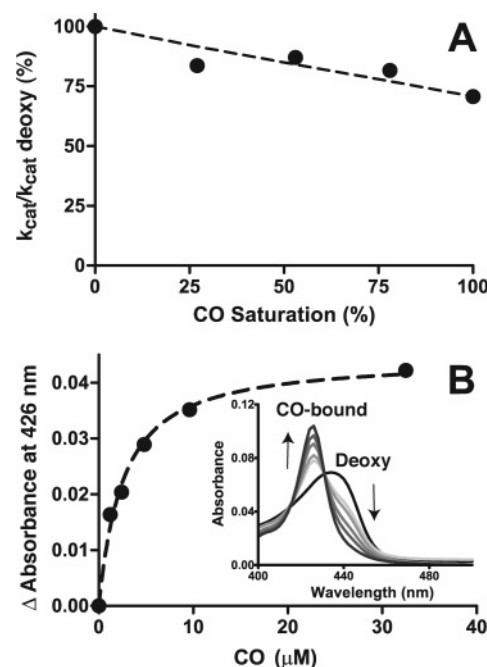 A
k_cat/k_cat deoxy (%)
100
75
50
25
0
0 25 50 75 100
CO Saturation (%)
B
Δ Absorbance at 426 nm
0.04
0.03
0.02
0.01
0.00
0 10 20 30 40
CO (μM)
CO-bound
Deoxy
Absorbance
0.12
0.08
0.04
0.00
400 440 480
Wavelength (nm)